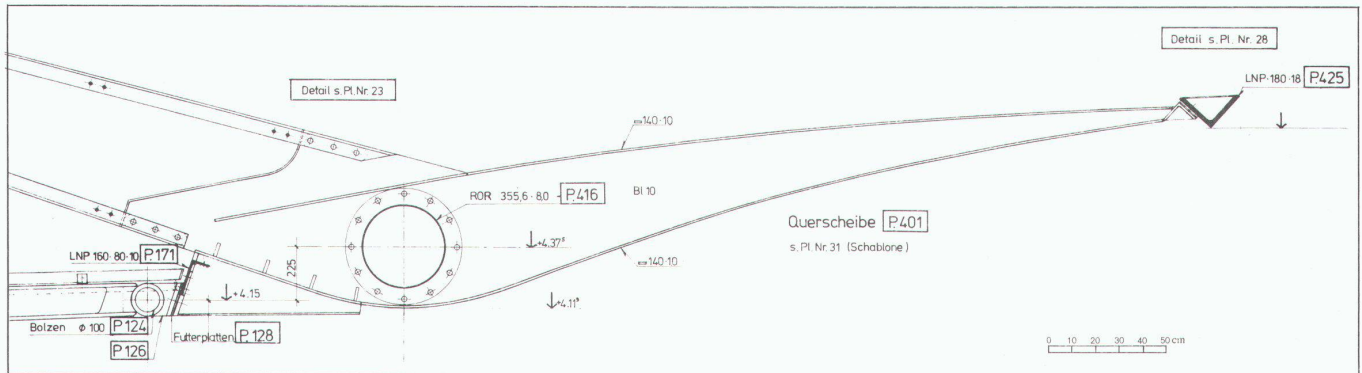 Detail s. Pl. Nr. 28
LNP-180-18 P.425
Detail s. Pl. Nr. 23
140·10
ROR 355,6-8,0 - P.416
Bl 10
Querscheibe P.401
s. Pl. Nr. 31 (Schablone)
+4.37⁵
LNP 160-80-10 P.171
225
140·10
+4.15
+4.11⁹
Bolzen ø 100 P.124
Futterplatten P.128
P.126
0 10 20 30 40 50 cm